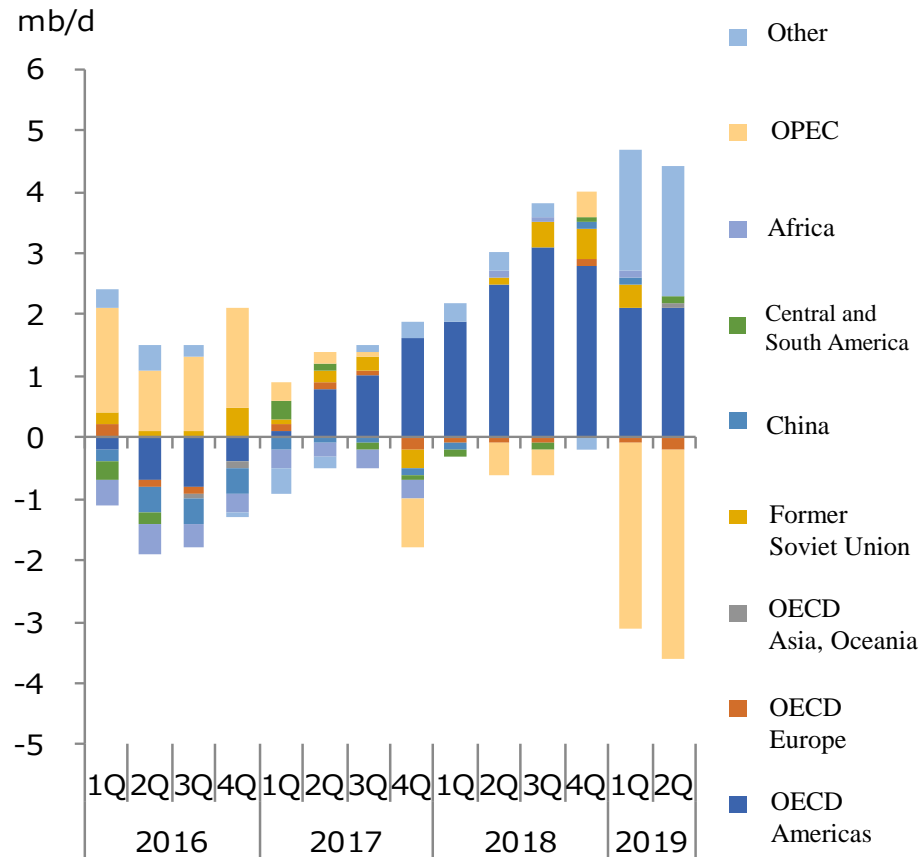 mb/d
6
5
4
3
2
1
0
-1
-2
-3
-4
-5
1Q 2Q 3Q 4Q 1Q 2Q 3Q 4Q 1Q 2Q 3Q 4Q 1Q 2Q
2016 2017 2018 2019
Other
OPEC
Africa
Central and
South America
China
Former
Soviet Union
OECD
Asia, Oceania
OECD
Europe
OECD
Americas